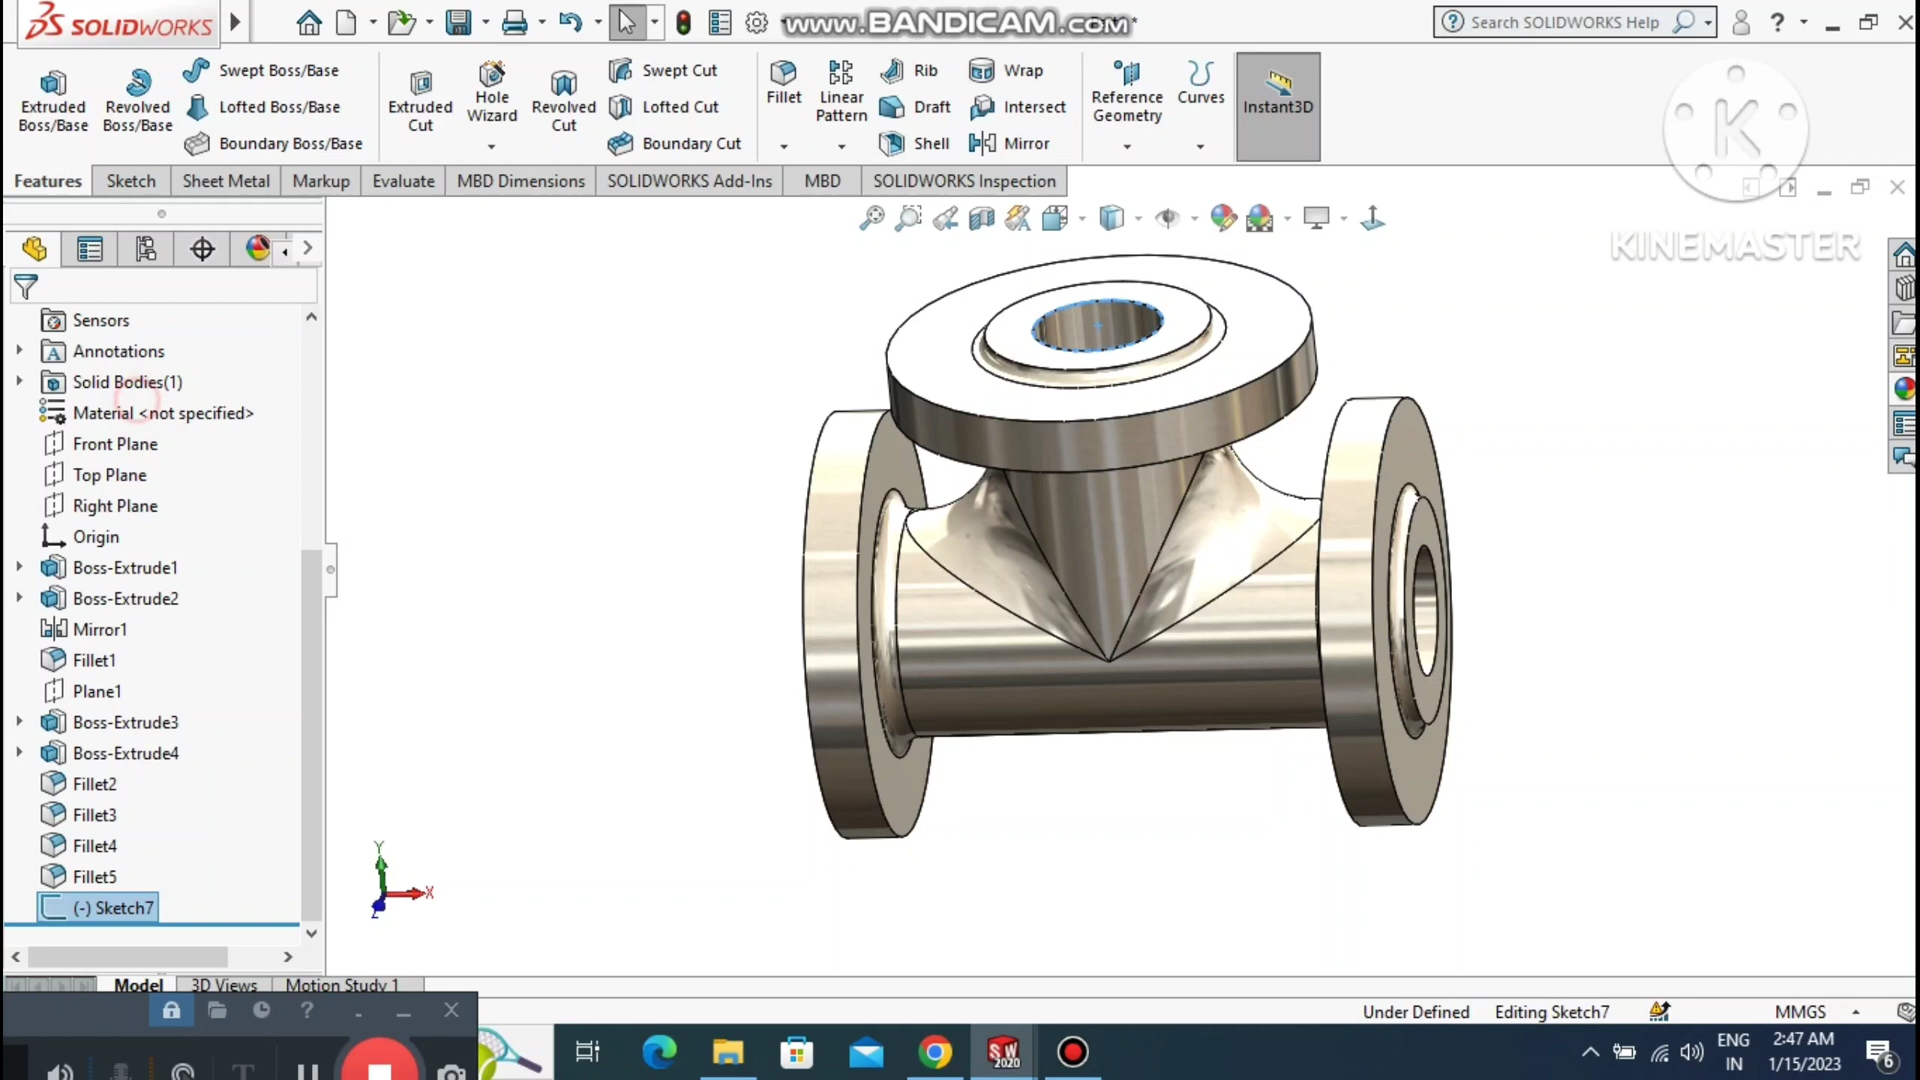 SOLIDWORKS
www.BANDICAM.com
Search SOLIDWORKS Help
Extruded Boss/Base
Revolved Boss/Base
Swept Boss/Base
Lofted Boss/Base
Boundary Boss/Base
Extruded Cut
Hole Wizard
Revolved Cut
Swept Cut
Lofted Cut
Boundary Cut
Fillet
Linear Pattern
Rib
Draft
Shell
Wrap
Intersect
Mirror
Reference Geometry
Curves
Instant3D
K
KINEMASTER
Features
Sketch
Sheet Metal
Markup
Evaluate
MBD Dimensions
SOLIDWORKS Add-Ins
MBD
SOLIDWORKS Inspection
Sensors
Annotations
Solid Bodies(1)
Material <not specified>
Front Plane
Top Plane
Right Plane
Origin
Boss-Extrude1
Boss-Extrude2
Mirror1
Fillet1
Plane1
Boss-Extrude3
Boss-Extrude4
Fillet2
Fillet3
Fillet4
Fillet5
(-) Sketch7
Y
X
Z
Model
3D Views
Motion Study 1
Under Defined
Editing Sketch7
MMGS
SW
2020
ENG
IN
2:47 AM
1/15/2023
6